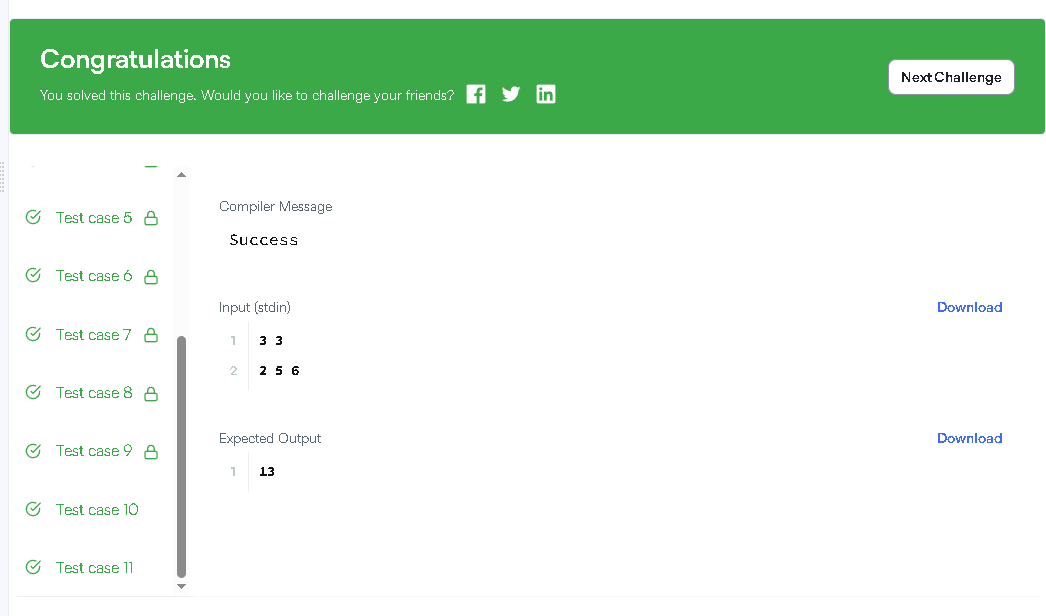 Congratulations
You solved this challenge. Would you like to challenge your friends?
Next Challenge
Test case 5
Test case 6
Test case 7
Test case 8
Test case 9
Test case 10
Test case 11
Compiler Message
Success
Input (stdin)
Download
1 3 3
2 2 5 6
Expected Output
Download
1 13